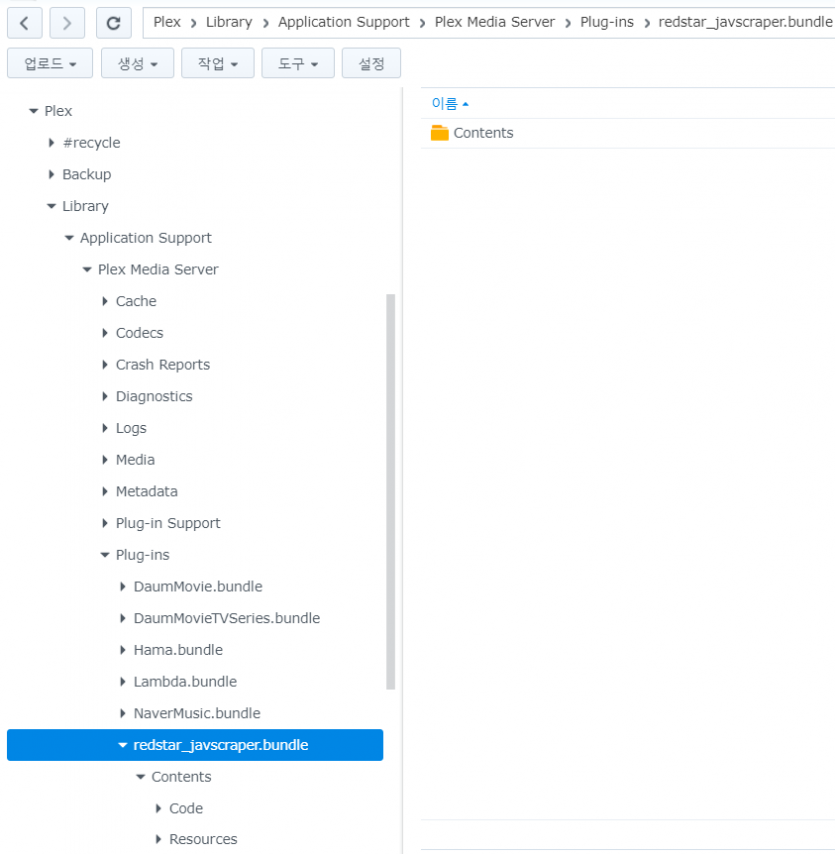 Plex › Library › Application Support › Plex Media Server › Plug-ins › redstar_javscraper.bundle
업로드 생성 작업 도구 설정
Plex
#recycle
Backup
Library
Application Support
Plex Media Server
Cache
Codecs
Crash Reports
Diagnostics
Logs
Media
Metadata
Plug-in Support
Plug-ins
DaumMovie.bundle
DaumMovieTVSeries.bundle
Hama.bundle
Lambda.bundle
NaverMusic.bundle
redstar_javscraper.bundle
Contents
Code
Resources
이름
Contents